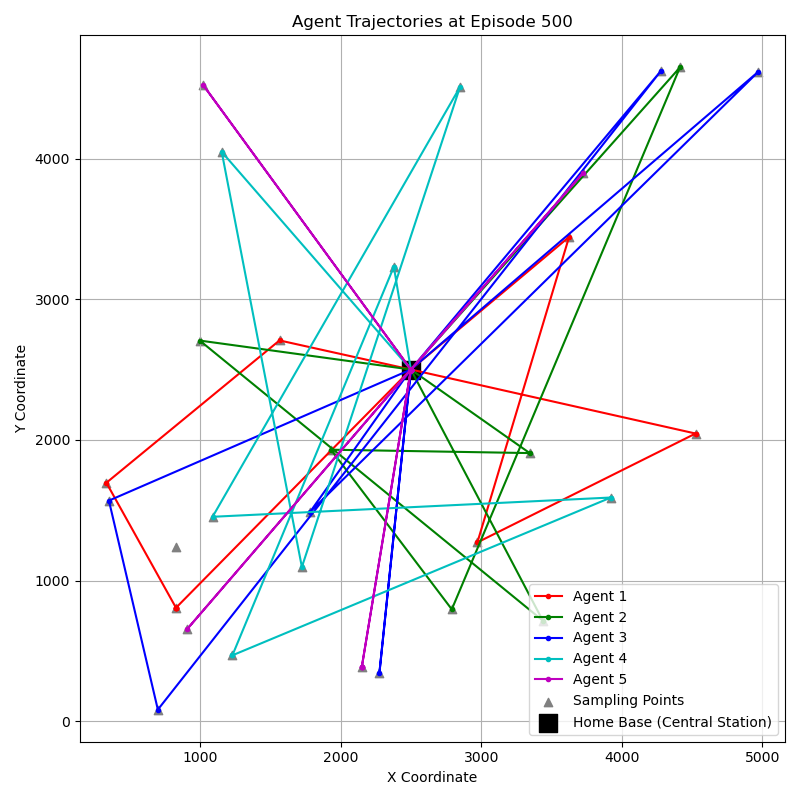 Agent Trajectories at Episode 500
Y Coordinate
4000
3000
2000
1000
0
1000
2000
3000
4000
5000
X Coordinate
Agent 1
Agent 2
Agent 3
Agent 4
Agent 5
Sampling Points
Home Base (Central Station)